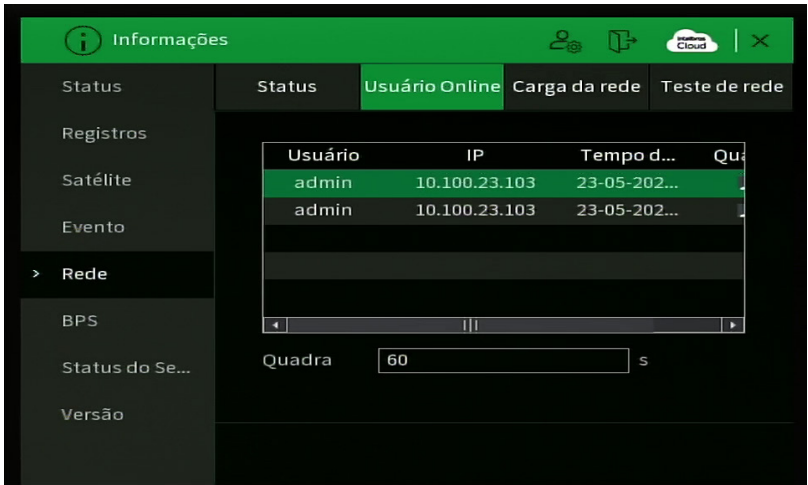 Informações
intelbras
Cloud
Status
Registros
Satélite
Evento
> Rede
BPS
Status do Se...
Versão
Status Usuário Online Carga da rede Teste de rede
Usuário IP Tempo d... Qua
admin 10.100.23.103 23-05-202...
admin 10.100.23.103 23-05-202...
Quadra 60 s